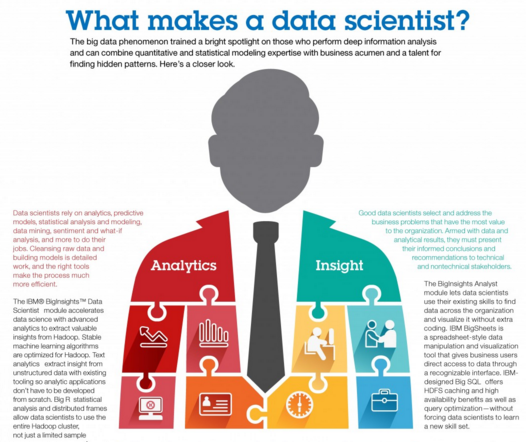 What makes a data scientist?
The big data phenomenon trained a bright spotlight on those who perform deep information analysis
and can combine quantitative and statistical modeling expertise with business acumen and a talent for
finding hidden patterns. Here's a closer look.
Data scientists rely on analytics, predictive
models, statistical analysis and modeling,
data mining, sentiment and what-if
analysis, and more to do their
jobs. Cleansing raw data and
building models is detailed
work, and the right tools
make the process much
more efficient.
Analytics
The IBM® BigInsights™ Data
Scientist module accelerates
data science with advanced
analytics to extract valuable
insights from Hadoop. Stable
machine learning algorithms
are optimized for Hadoop. Text
analytics extract insight from
unstructured data with existing
tooling so analytic applications
don't have to be developed
from scratch. Big R statistical
analysis and distributed frames
allow data scientists to use the
entire Hadoop cluster,
not just a limited sample
Good data scientists select and address the
business problems that have the most value
to the organization. Armed with data and
analytical results, they must present
their informed conclusions and
recommendations to technical
and nontechnical stakeholders.
Insight
The BigInsights Analyst
module lets data scientists
use their existing skills to find
data across the organization
and visualize it without extra
coding. IBM BigSheets is
a spreadsheet-style data
manipulation and visualization
tool that gives business users
direct access to data through
a recognizable interface. IBM-
designed Big SQL offers
HDFS caching and high
availability benefits as well as
query optimization—without
forcing data scientists to learn
a new skill set.